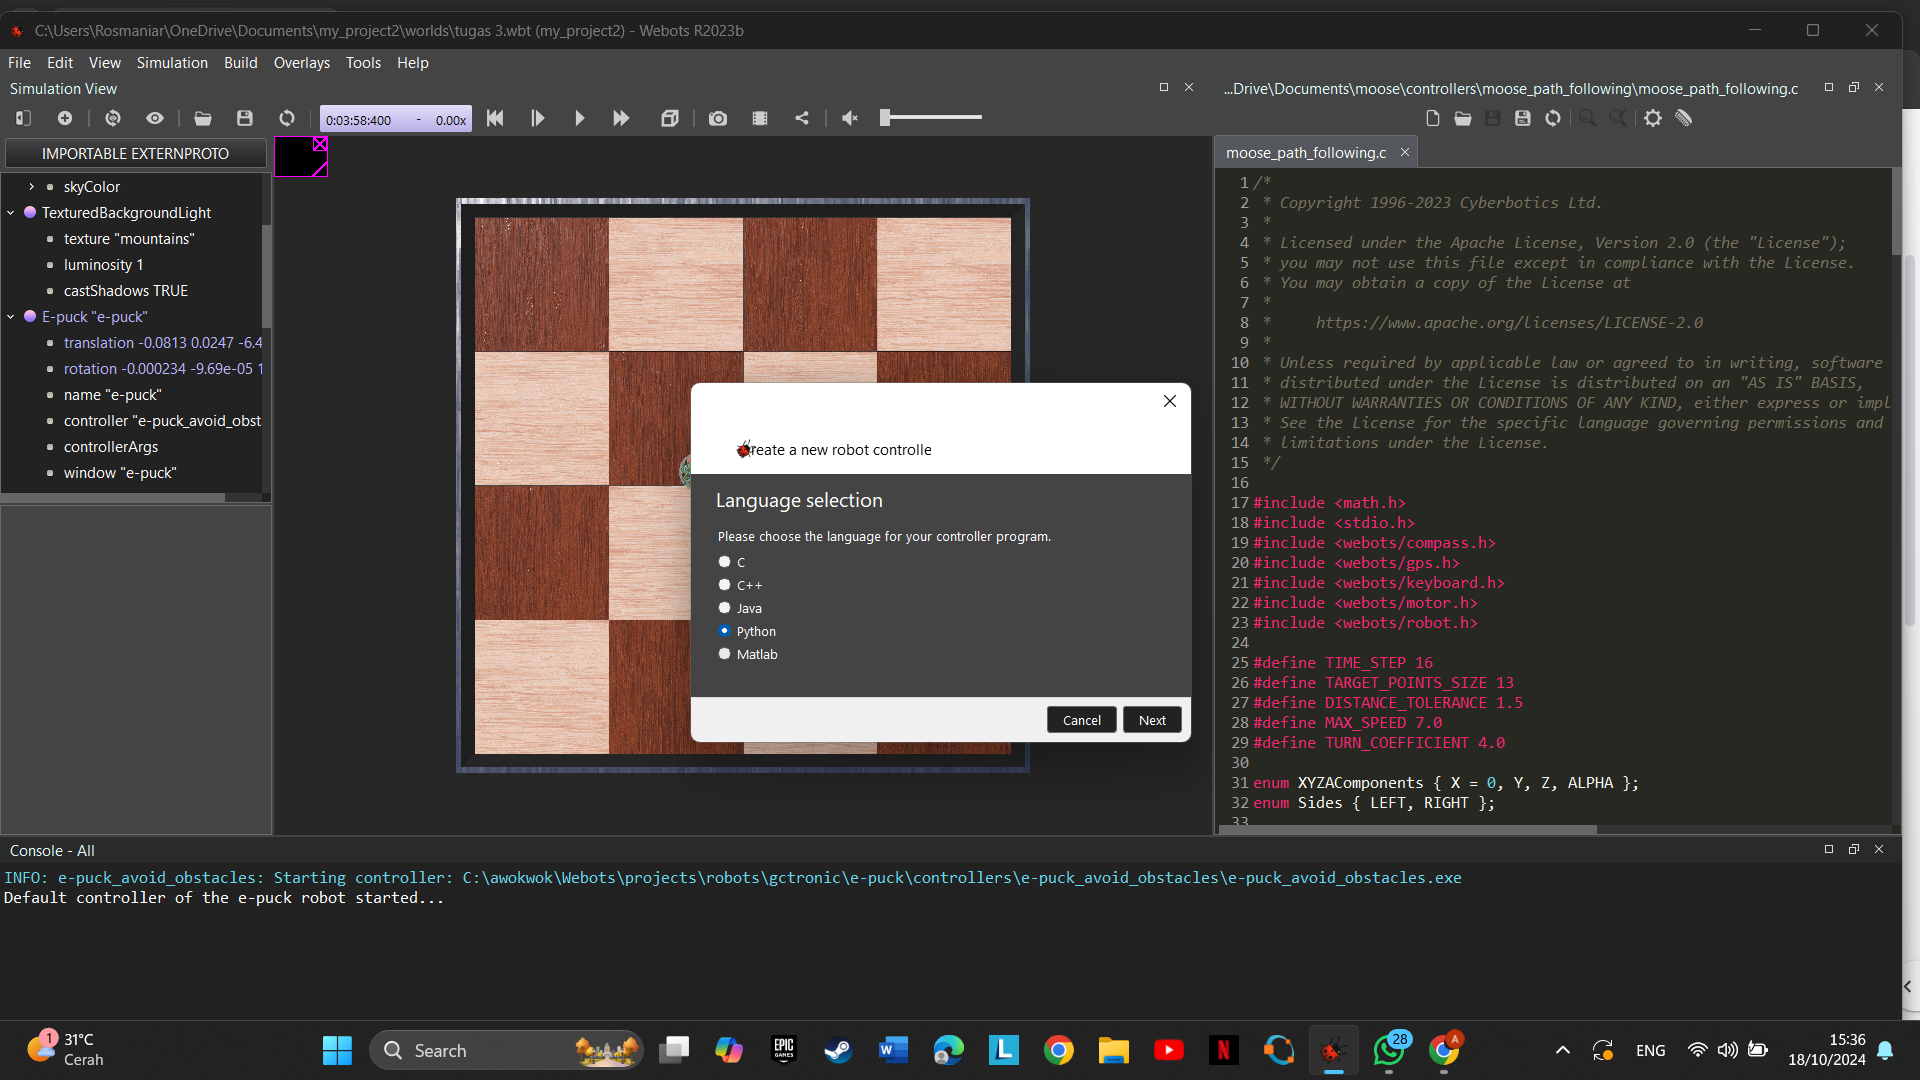 C:\Users\Rosmaniar\OneDrive\Documents\my_project2\worlds\tugas 3.wbt (my_project2) - Webots R2023b
File Edit View Simulation Build Overlays Tools Help
Simulation View
...Drive\Documents\moose\controllers\moose_path_following\moose_path_following.c
0:03:58:400 - 0.00x
IMPORTABLE EXTERNPROTO
skyColor
TexturedBackgroundLight
texture "mountains"
luminosity 1
castShadows TRUE
E-puck "e-puck"
translation -0.0813 0.0247 -6.4
rotation -0.000234 -9.69e-05 1
name "e-puck"
controller "e-puck_avoid_obst
controllerArgs
window "e-puck"
reate a new robot controlle
Language selection
Please choose the language for your controller program.
C
C++
Java
Python
Matlab
Cancel Next
moose_path_following.c
1 /*
2 * Copyright 1996-2023 Cyberbotics Ltd.
3 *
4 * Licensed under the Apache License, Version 2.0 (the "License");
5 * you may not use this file except in compliance with the License.
6 * You may obtain a copy of the License at
7 *
8 * https://www.apache.org/licenses/LICENSE-2.0
9 *
10 * Unless required by applicable law or agreed to in writing, software
11 * distributed under the License is distributed on an "AS IS" BASIS,
12 * WITHOUT WARRANTIES OR CONDITIONS OF ANY KIND, either express or impl
13 * See the License for the specific language governing permissions and
14 * limitations under the License.
15 */
16
17 #include <math.h>
18 #include <stdio.h>
19 #include <webots/compass.h>
20 #include <webots/gps.h>
21 #include <webots/keyboard.h>
22 #include <webots/motor.h>
23 #include <webots/robot.h>
24
25 #define TIME_STEP 16
26 #define TARGET_POINTS_SIZE 13
27 #define DISTANCE_TOLERANCE 1.5
28 #define MAX_SPEED 7.0
29 #define TURN_COEFFICIENT 4.0
30
31 enum XYZAComponents { X = 0, Y, Z, ALPHA };
32 enum Sides { LEFT, RIGHT };
33
Console - All
INFO: e-puck_avoid_obstacles: Starting controller: C:\awokwok\Webots\projects\robots\gctronic\e-puck\controllers\e-puck_avoid_obstacles\e-puck_avoid_obstacles.exe
Default controller of the e-puck robot started...
1
31°C
Cerah
Search
EPIC GAMES
W
L
N
28
A
ENG
15:36
18/10/2024